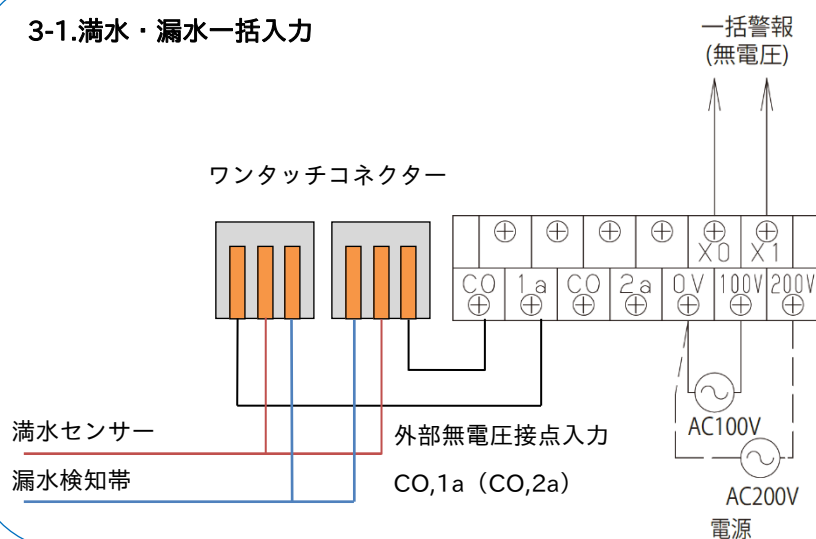 3-1.満水・漏水一括入力
一括警報
(無電圧)
ワンタッチコネクター
X0 X1
CO 1a CO 2a 0V 100V 200V
満水センサー
漏水検知帯
外部無電圧接点入力
CO,1a（CO,2a）
AC100V
AC200V
電源